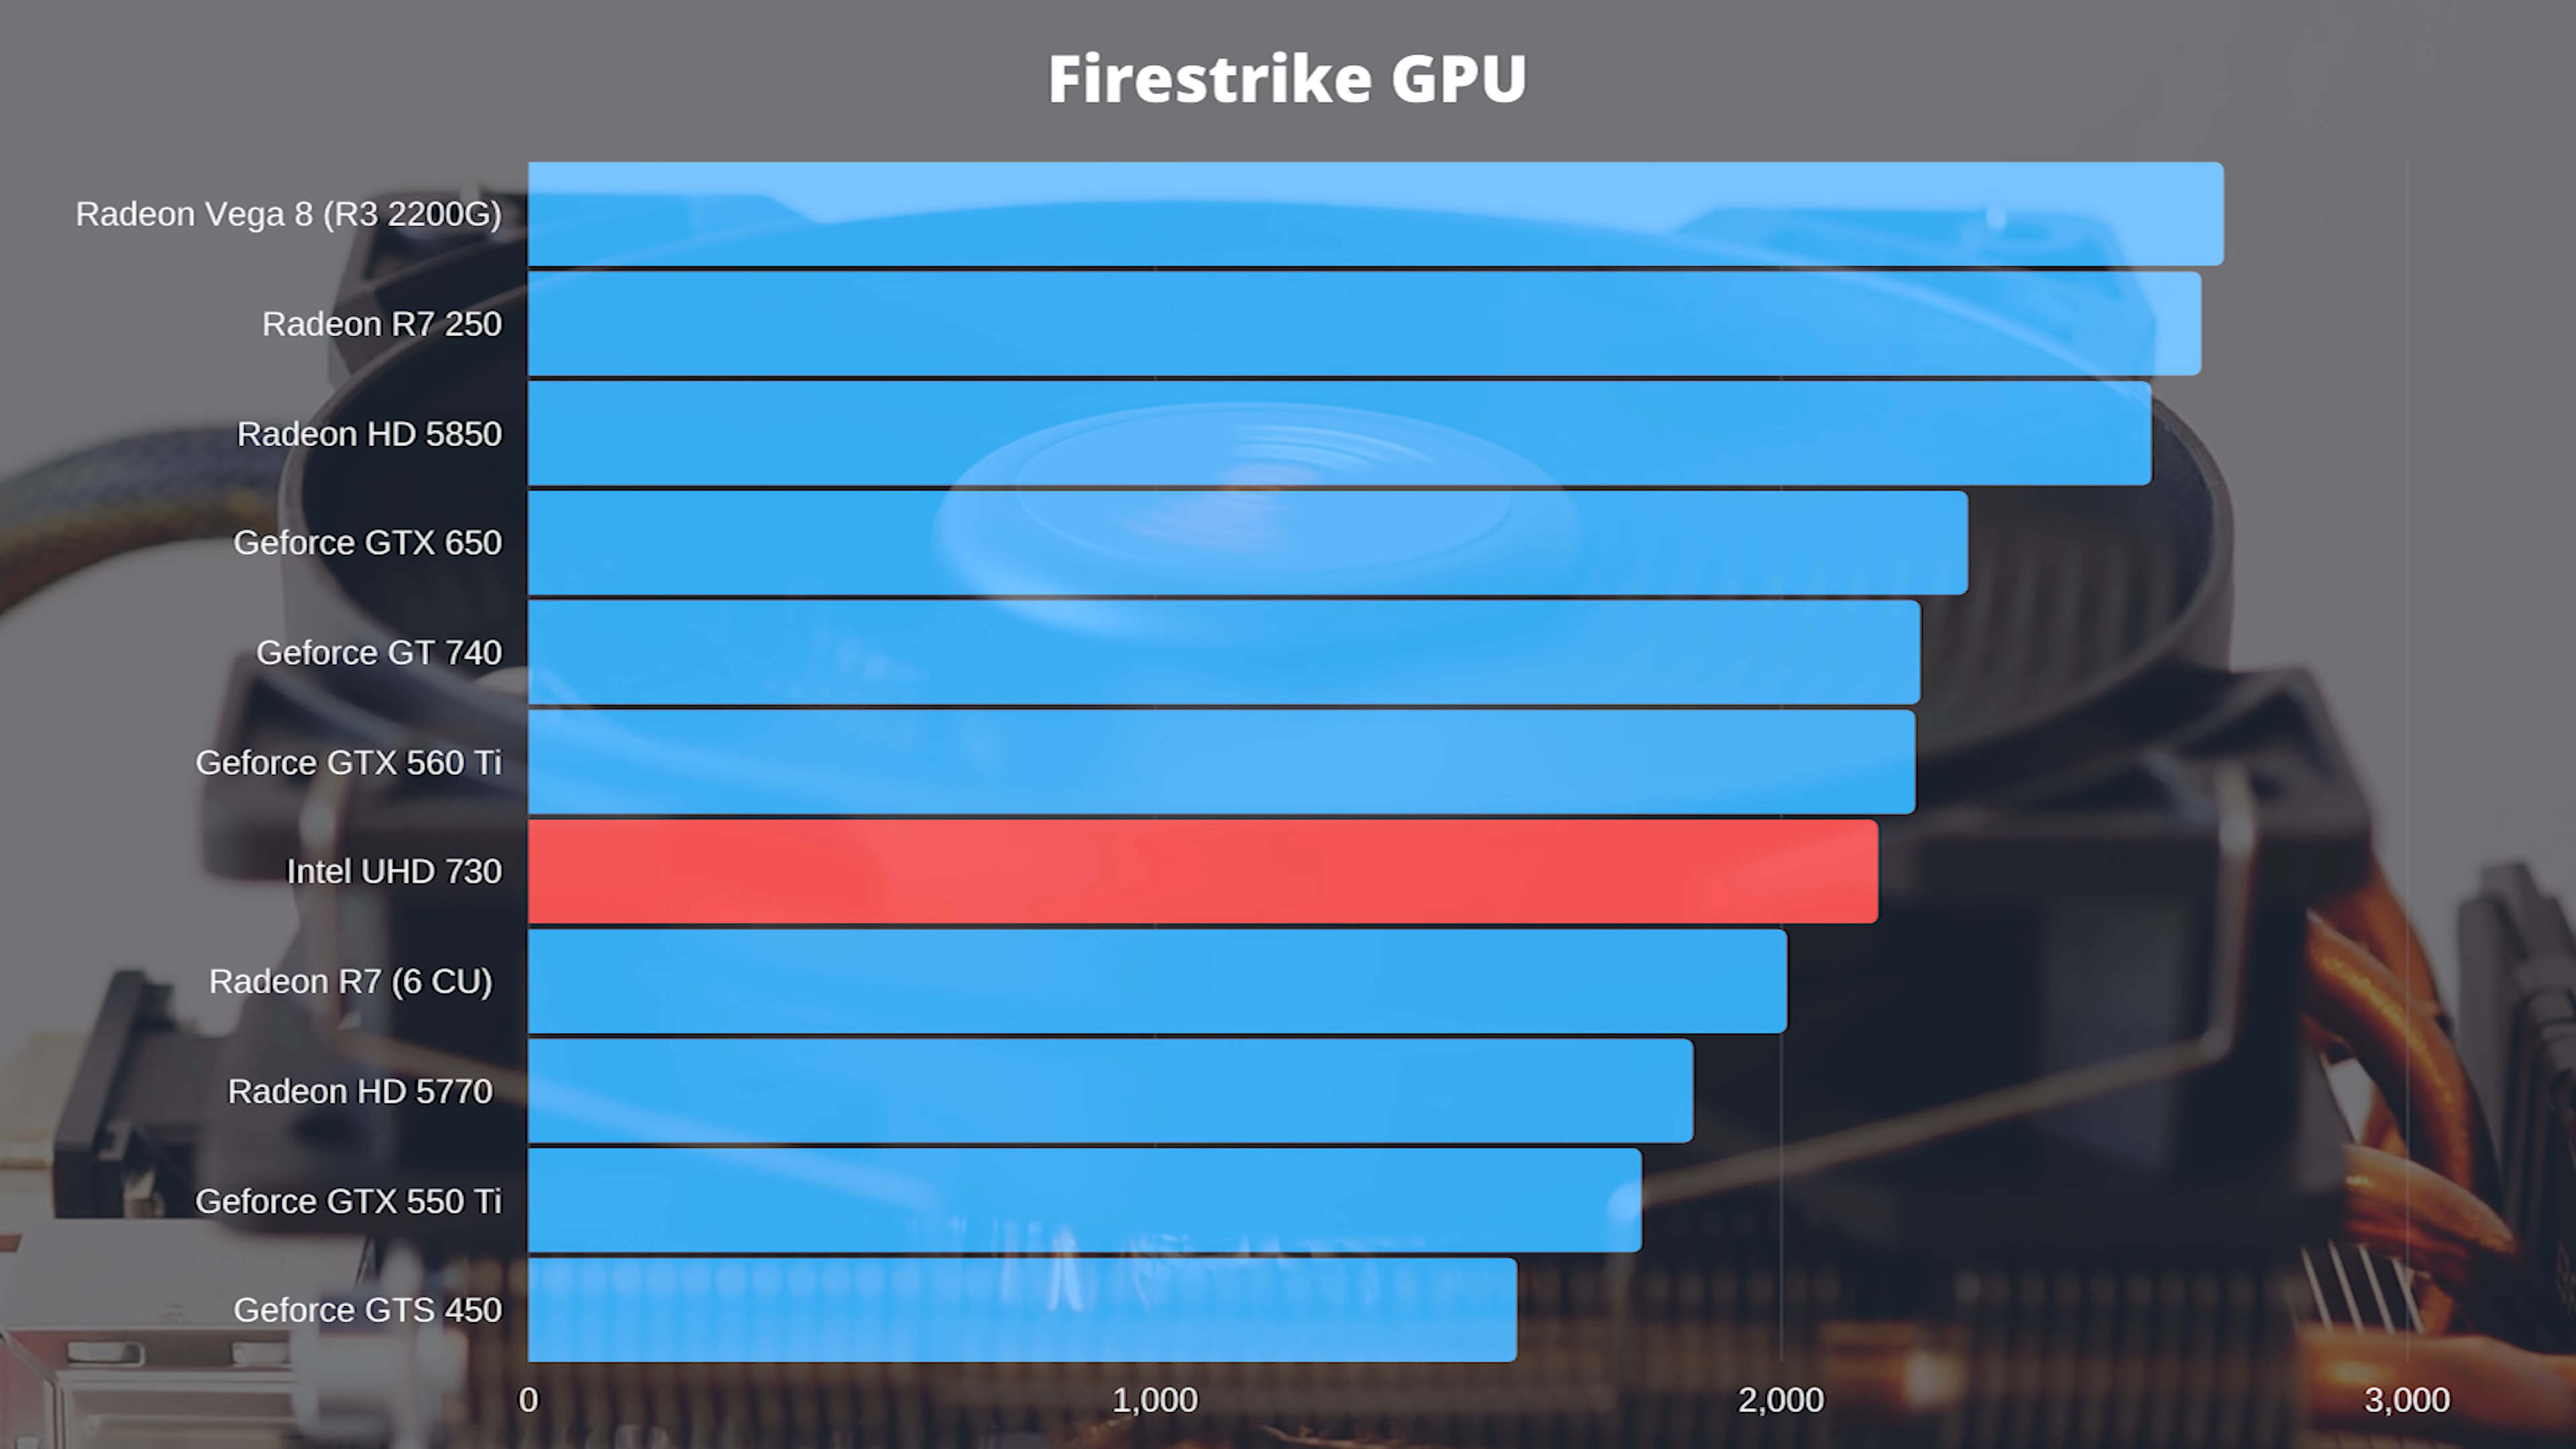 Firestrike GPU
Radeon Vega 8 (R3 2200G)
Radeon R7 250
Radeon HD 5850
Geforce GTX 650
Geforce GT 740
Geforce GTX 560 Ti
Intel UHD 730
Radeon R7 (6 CU)
Radeon HD 5770
Geforce GTX 550 Ti
Geforce GTS 450
0 1,000 2,000 3,000